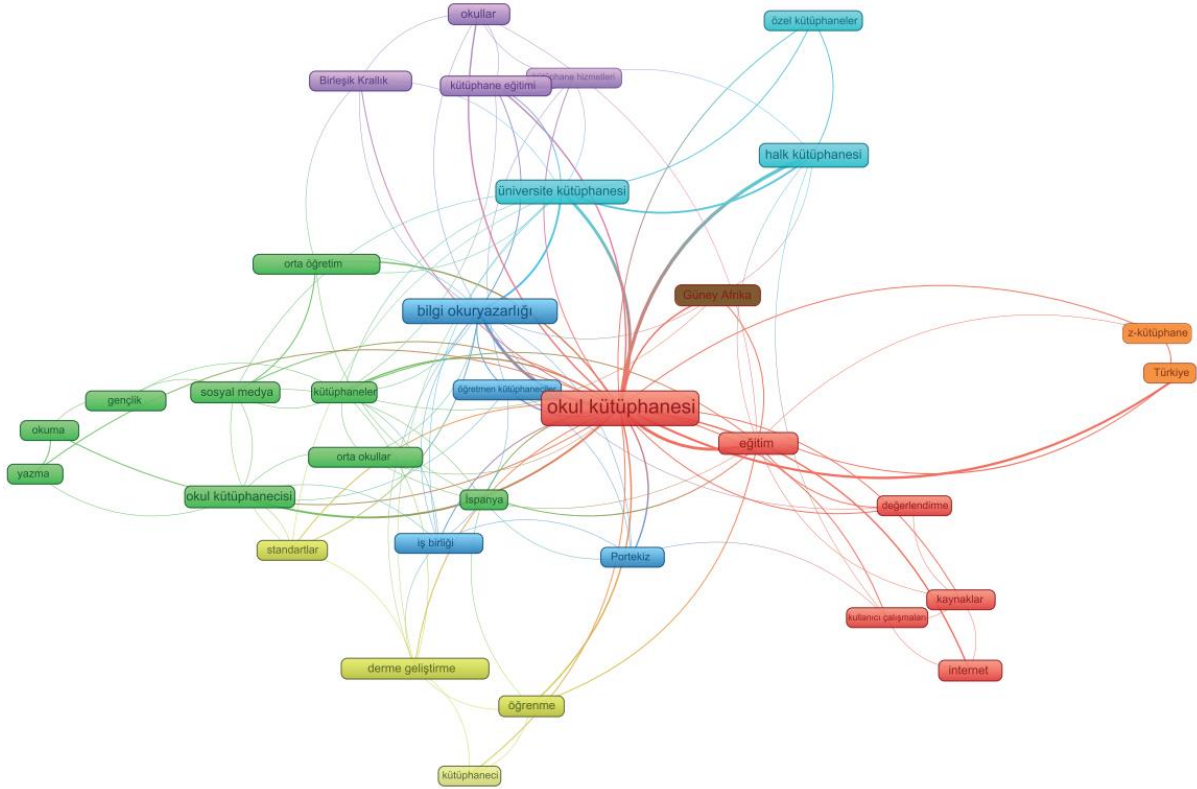 okullar
özel kütüphaneler
Birleşik Krallık
kütüphane eğitimi
hizmetleri
halk kütüphanesi
üniversite kütüphanesi
orta öğretim
Güney Afrika
bilgi okuryazarlığı
z-kütüphane
Türkiye
sosyal medya
kütüphaneler
öğretmen kütüphaneciler
gençlik
okul kütüphanesi
okuma
eğitim
orta okullar
yazma
okul kütüphanecisi
İspanya
değerlendirme
iş birliği
standartlar
Portekiz
kaynaklar
kullanıcı çalışmaları
derme geliştirme
internet
öğrenme
kütüphaneci